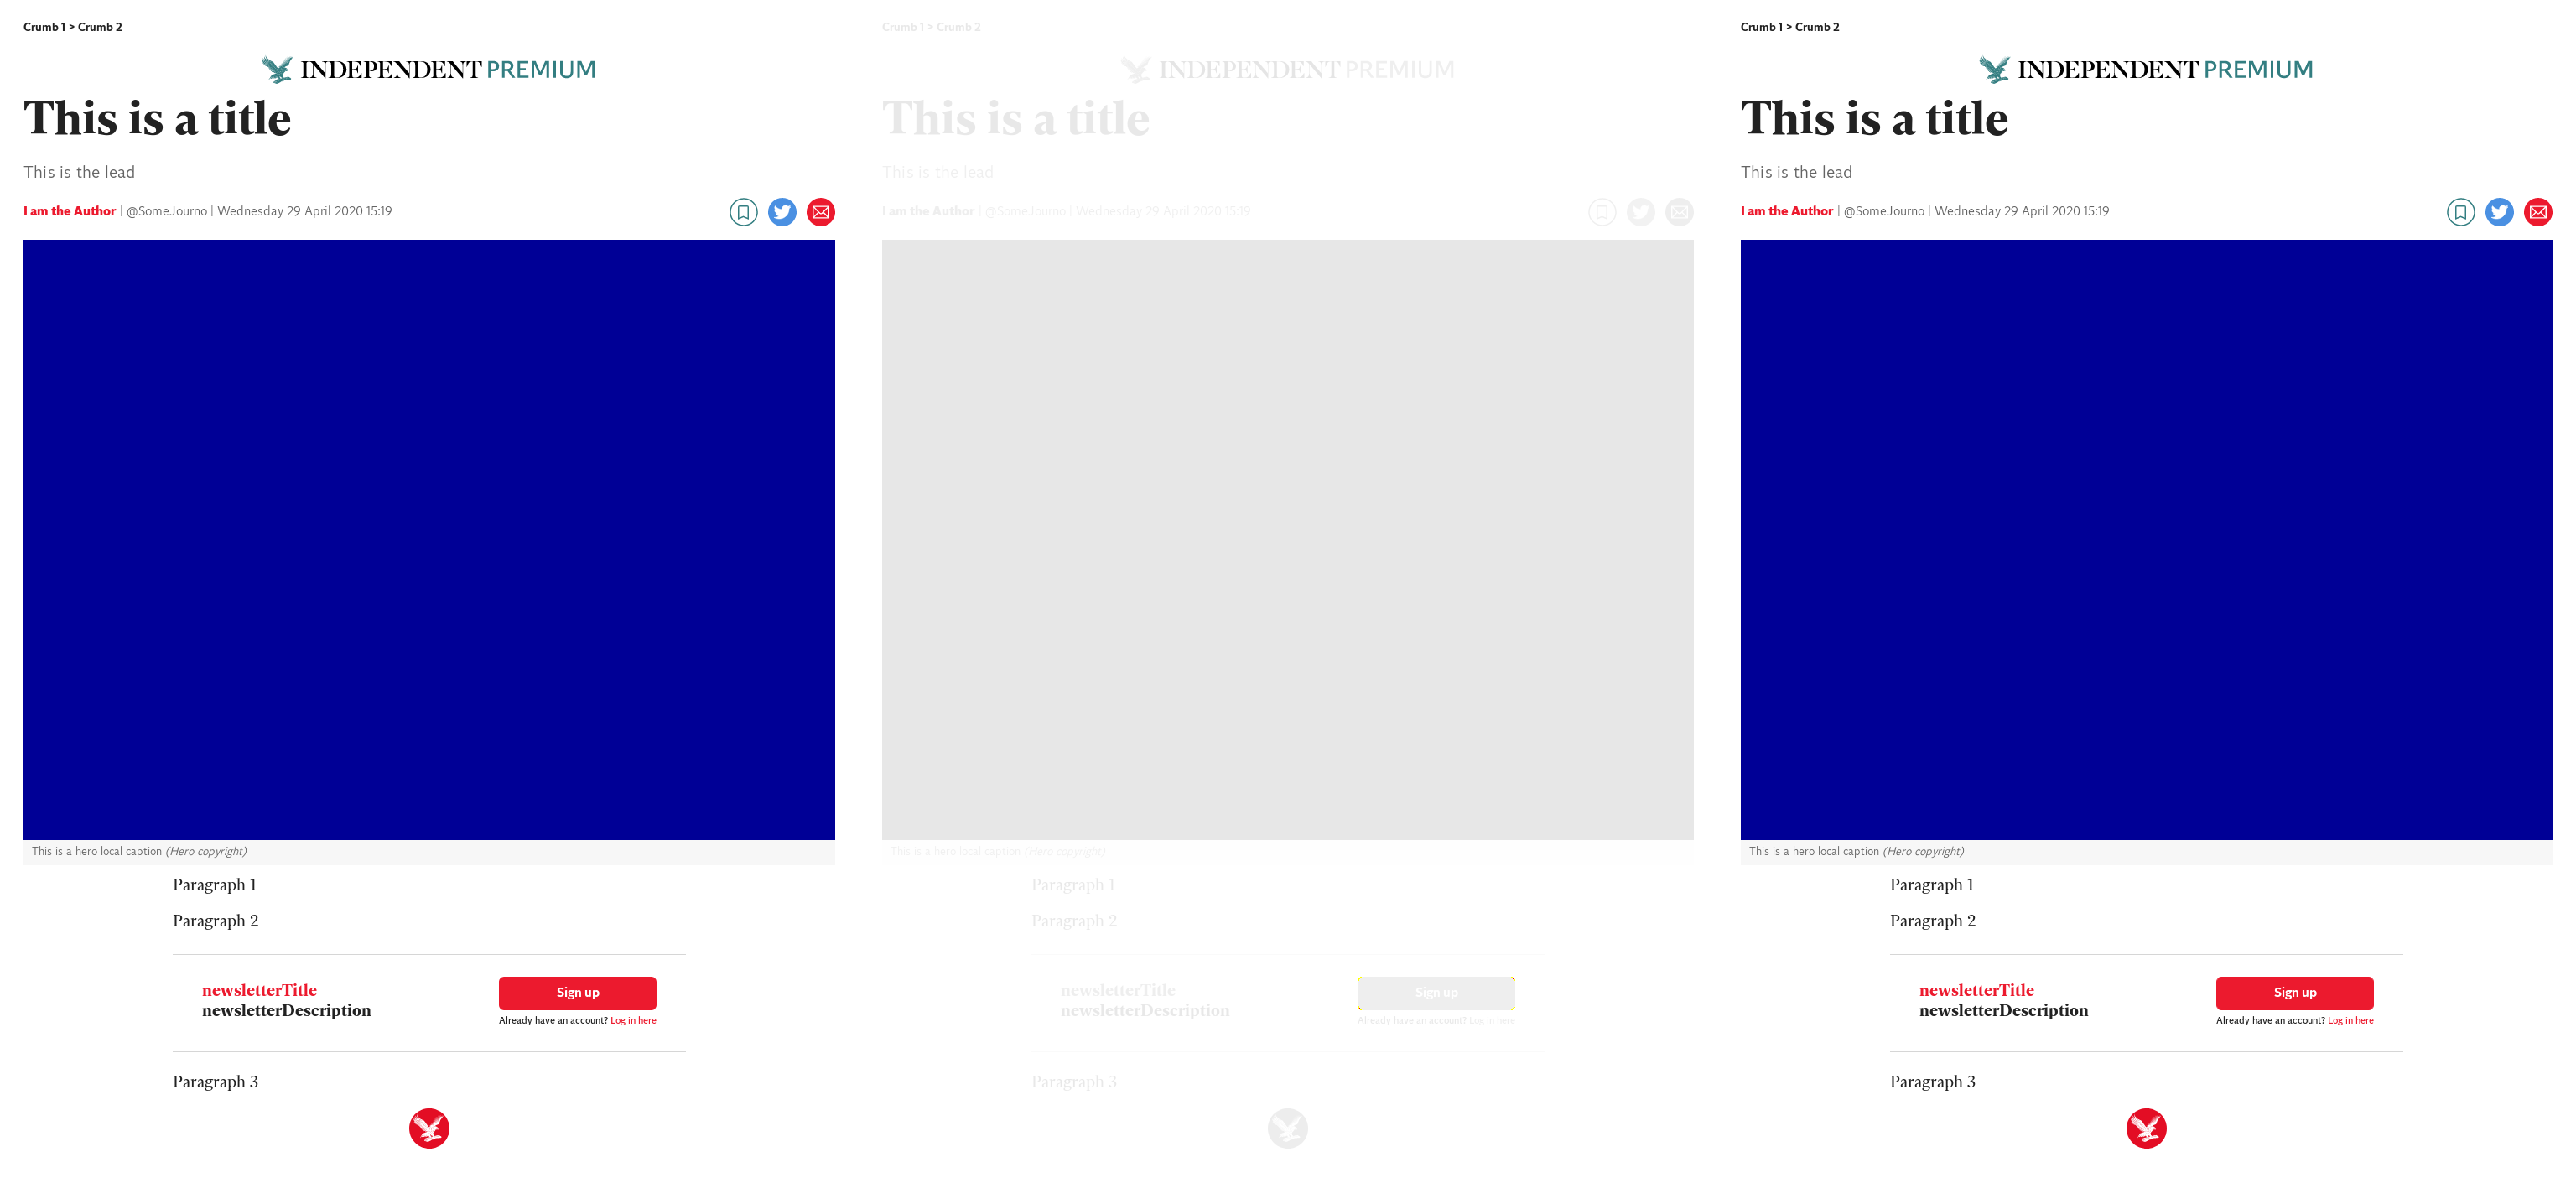 Crumb 1 > Crumb 2
INDEPENDENT PREMIUM
This is a title
This is the lead
I am the Author | @SomeJourno | Wednesday 29 April 2020 15:19
This is a hero local caption (Hero copyright)
Paragraph 1
Paragraph 2
newsletterTitle
newsletterDescription
Sign up
Already have an account? Log in here
Paragraph 3
Crumb 1 > Crumb 2
INDEPENDENT PREMIUM
This is a title
This is the lead
I am the Author | @SomeJourno | Wednesday 29 April 2020 15:19
This is a hero local caption (Hero copyright)
Paragraph 1
Paragraph 2
newsletterTitle
newsletterDescription
Sign up
Already have an account? Log in here
Paragraph 3
Crumb 1 > Crumb 2
INDEPENDENT PREMIUM
This is a title
This is the lead
I am the Author | @SomeJourno | Wednesday 29 April 2020 15:19
This is a hero local caption (Hero copyright)
Paragraph 1
Paragraph 2
newsletterTitle
newsletterDescription
Sign up
Already have an account? Log in here
Paragraph 3